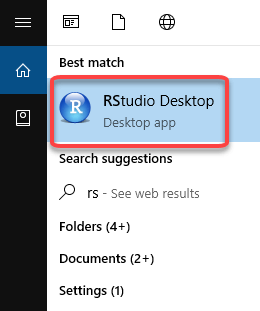 Best match
R
RStudio Desktop
Desktop app
Search suggestions
rs - See web results
Folders (4+)
Documents (2+)
Settings (1)